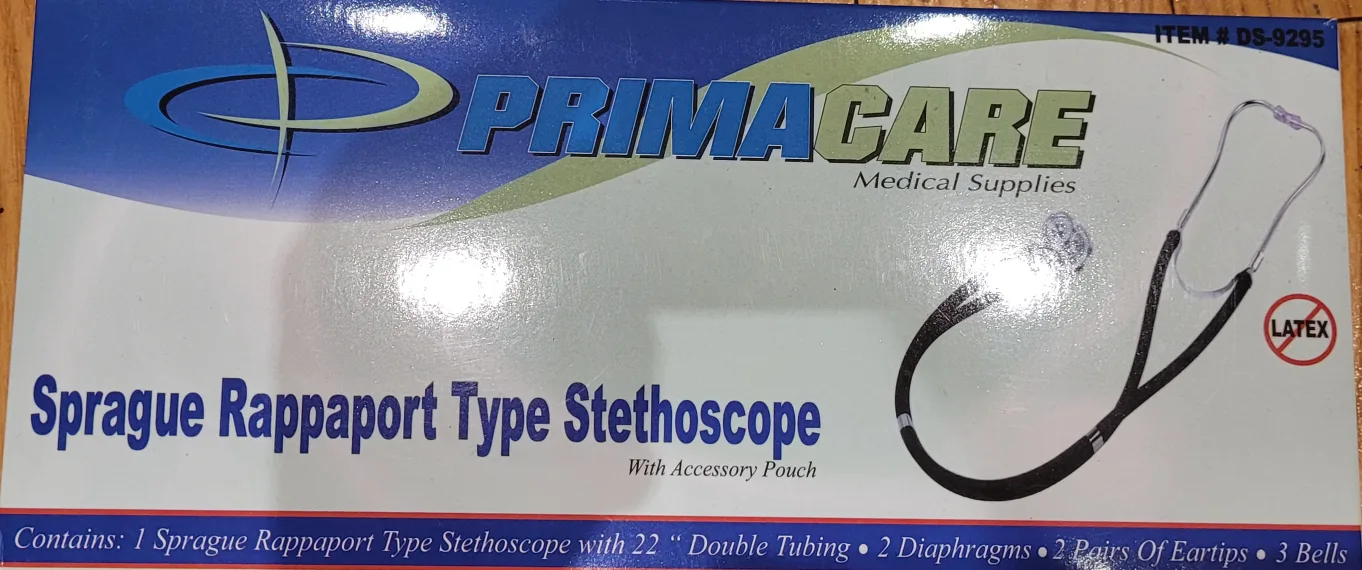 ITEM # DS-9295
PRIMACARE
Medical Supplies
LATEX
Sprague Rappaport Type Stethoscope
With Accessory Pouch
Contains: 1 Sprague Rappaport Type Stethoscope with 22 “ Double Tubing • 2 Diaphragms • 2 Pairs Of Eartips • 3 Bells